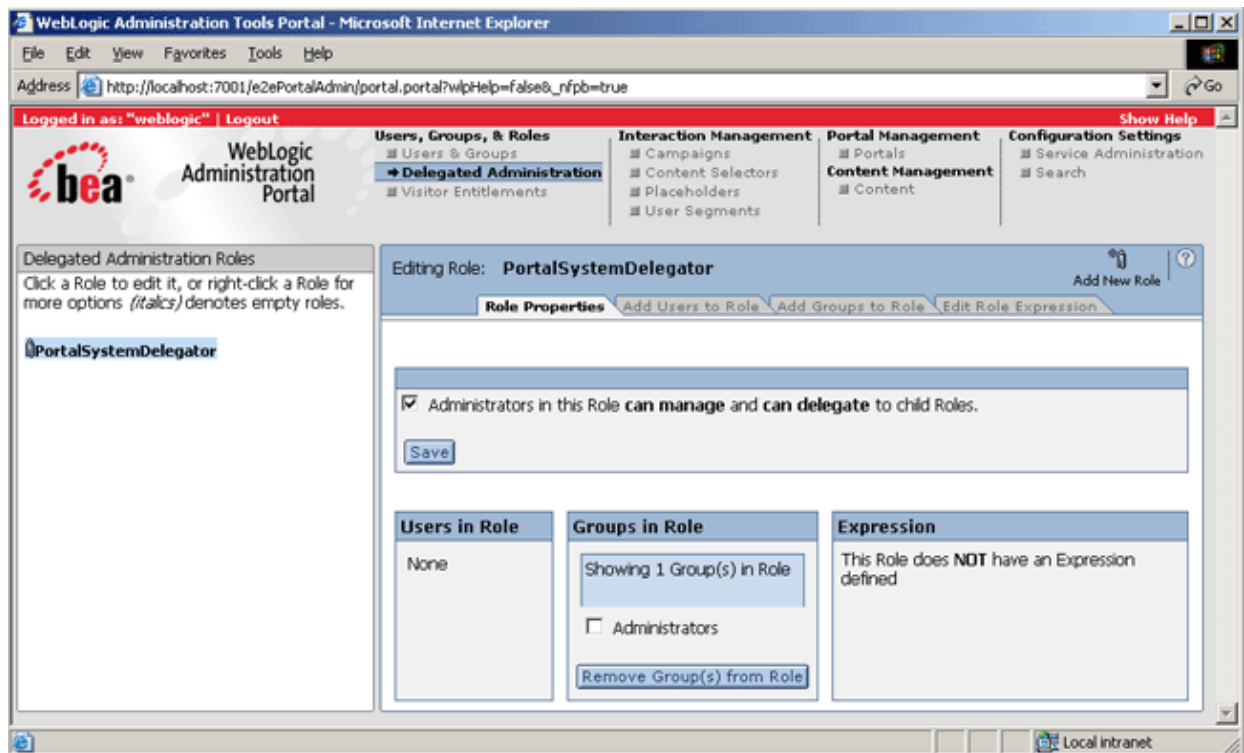 WebLogic Administration Tools Portal - Microsoft Internet Explorer
File Edit View Favorites Tools Help
Address http://localhost:7001/e2ePortalAdmin/portal.portal?wlpHelp=false&_nfpb=true Go
Logged in as: "weblogic" | Logout Show Help
bea
WebLogic
Administration
Portal
Users, Groups, & Roles
Users & Groups
Delegated Administration
Visitor Entitlements
Interaction Management
Campaigns
Content Selectors
Placeholders
User Segments
Portal Management
Portals
Content Management
Content
Configuration Settings
Service Administration
Search
Delegated Administration Roles
Click a Role to edit it, or right-click a Role for
more options (italics) denotes empty roles.
PortalSystemDelegator
Editing Role: PortalSystemDelegator
Add New Role
?
Role Properties Add Users to Role Add Groups to Role Edit Role Expression
Administrators in this Role can manage and can delegate to child Roles.
Save
Users in Role
None
Groups in Role
Showing 1 Group(s) in Role
Administrators
Remove Group(s) from Role
Expression
This Role does NOT have an Expression
defined
Local intranet